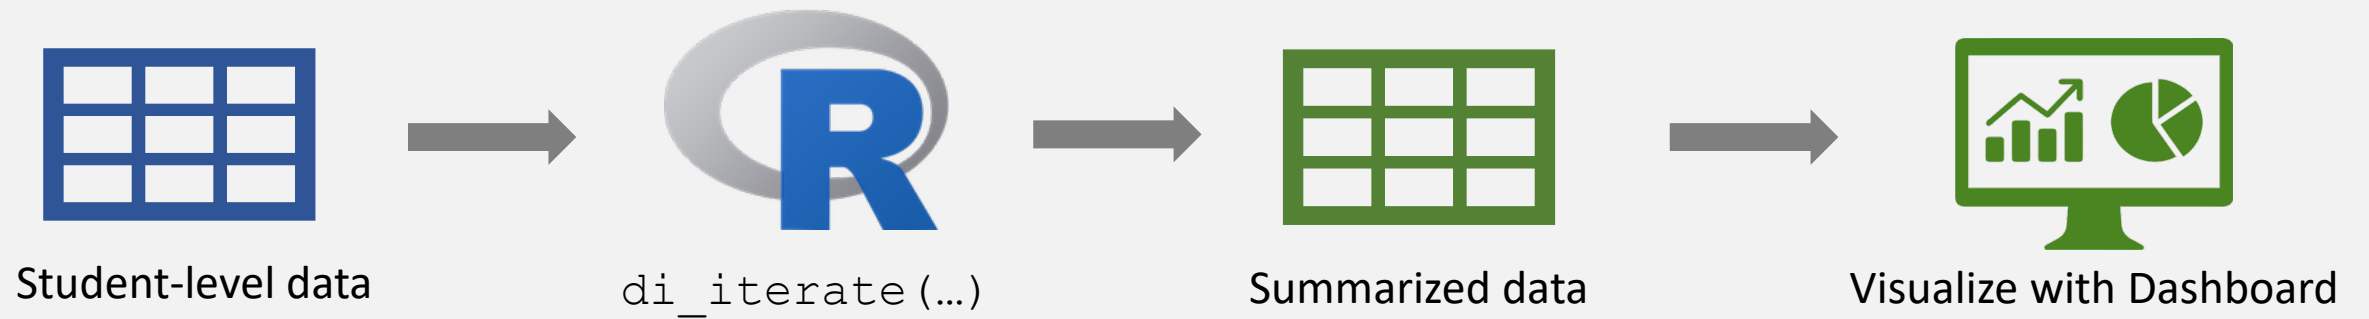 R
Student-level data
di_iterate(…)
Summarized data
Visualize with Dashboard